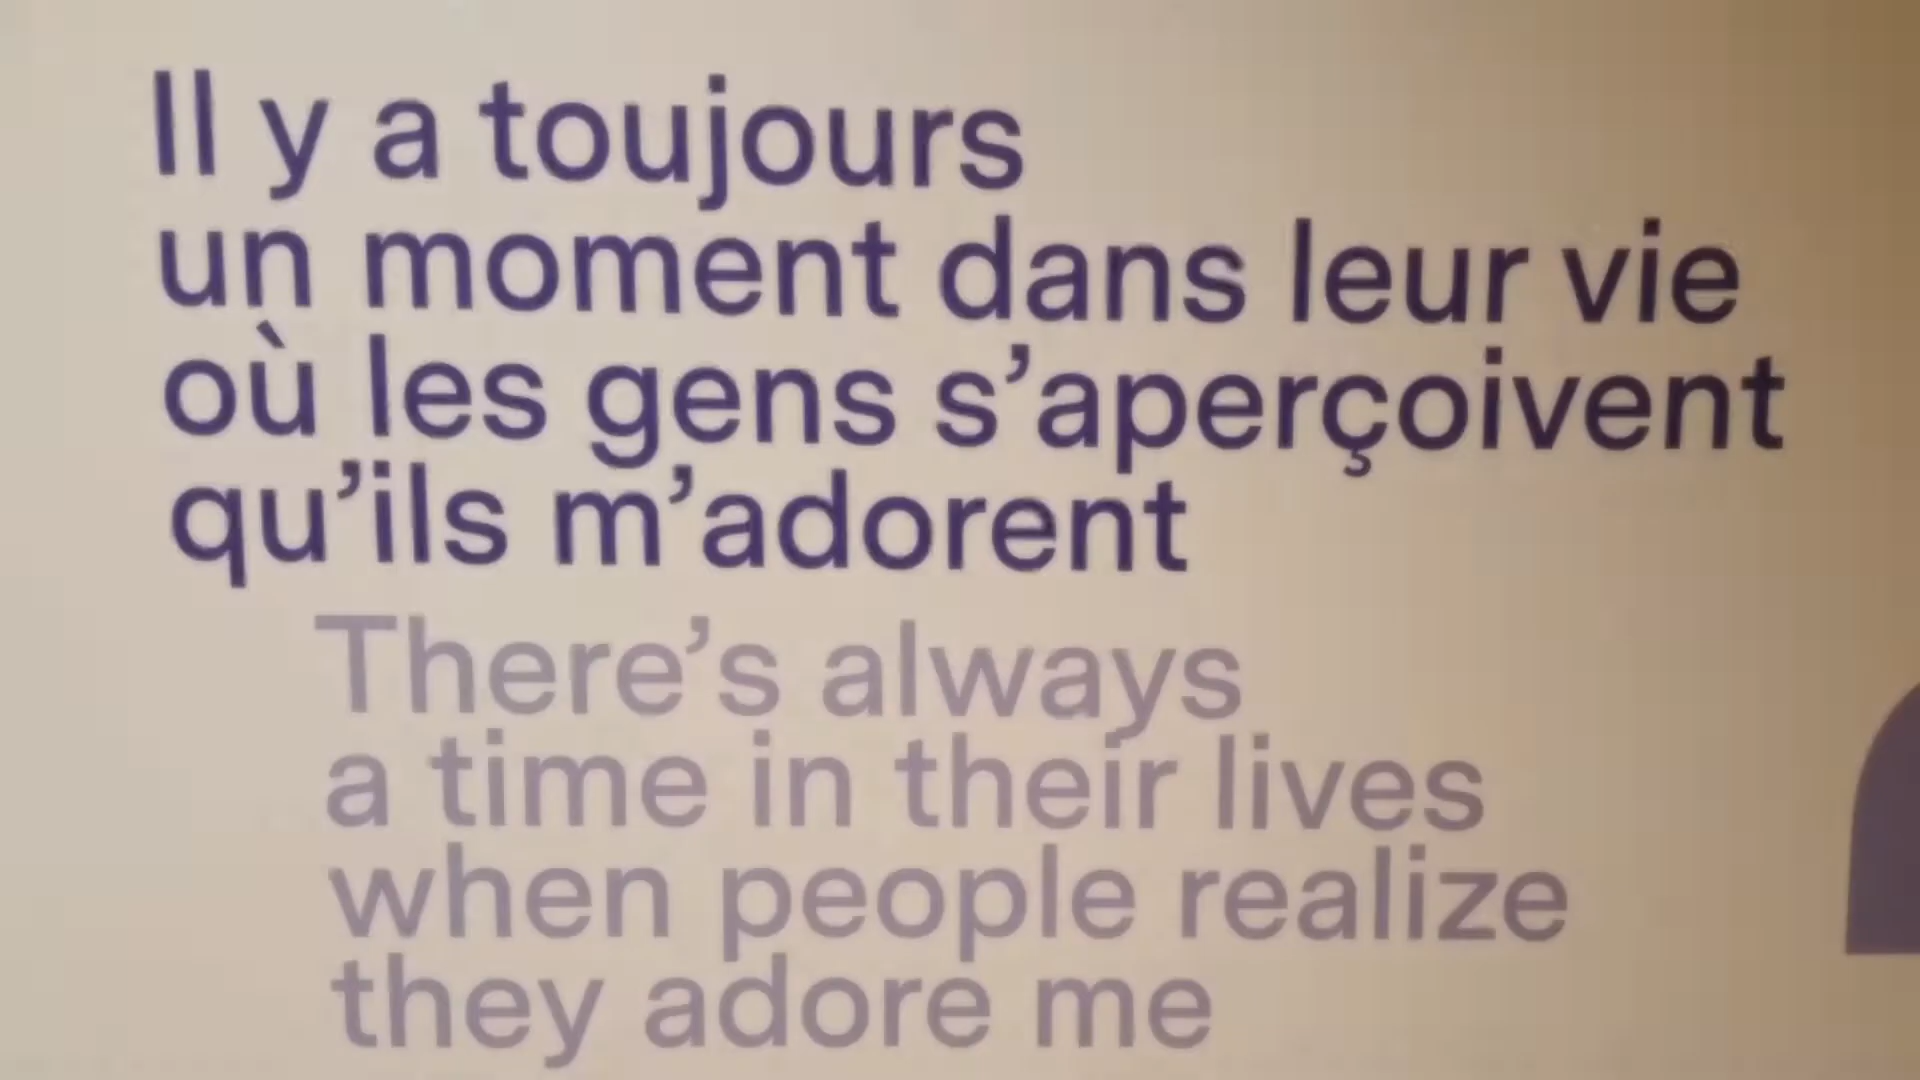 Il y a toujours
un moment dans leur vie
où les gens s’aperçoivent
qu’ils m’adorent
There’s always
a time in their lives
when people realize
they adore me